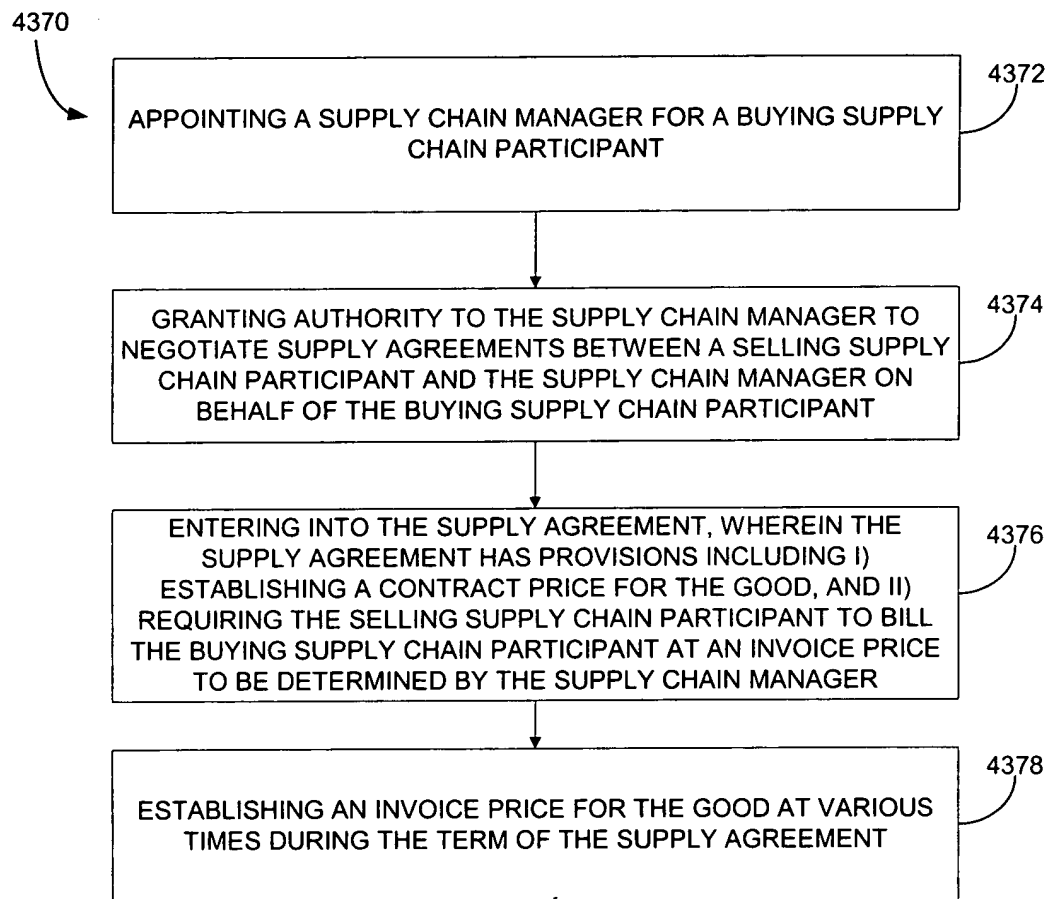 4370
APPOINTING A SUPPLY CHAIN MANAGER FOR A BUYING SUPPLY
CHAIN PARTICIPANT
4372
GRANTING AUTHORITY TO THE SUPPLY CHAIN MANAGER TO
NEGOTIATE SUPPLY AGREEMENTS BETWEEN A SELLING SUPPLY
CHAIN PARTICIPANT AND THE SUPPLY CHAIN MANAGER ON
BEHALF OF THE BUYING SUPPLY CHAIN PARTICIPANT
4374
ENTERING INTO THE SUPPLY AGREEMENT, WHEREIN THE
SUPPLY AGREEMENT HAS PROVISIONS INCLUDING I)
ESTABLISHING A CONTRACT PRICE FOR THE GOOD, AND II)
REQUIRING THE SELLING SUPPLY CHAIN PARTICIPANT TO BILL
THE BUYING SUPPLY CHAIN PARTICIPANT AT AN INVOICE PRICE
TO BE DETERMINED BY THE SUPPLY CHAIN MANAGER
4376
ESTABLISHING AN INVOICE PRICE FOR THE GOOD AT VARIOUS
TIMES DURING THE TERM OF THE SUPPLY AGREEMENT
4378